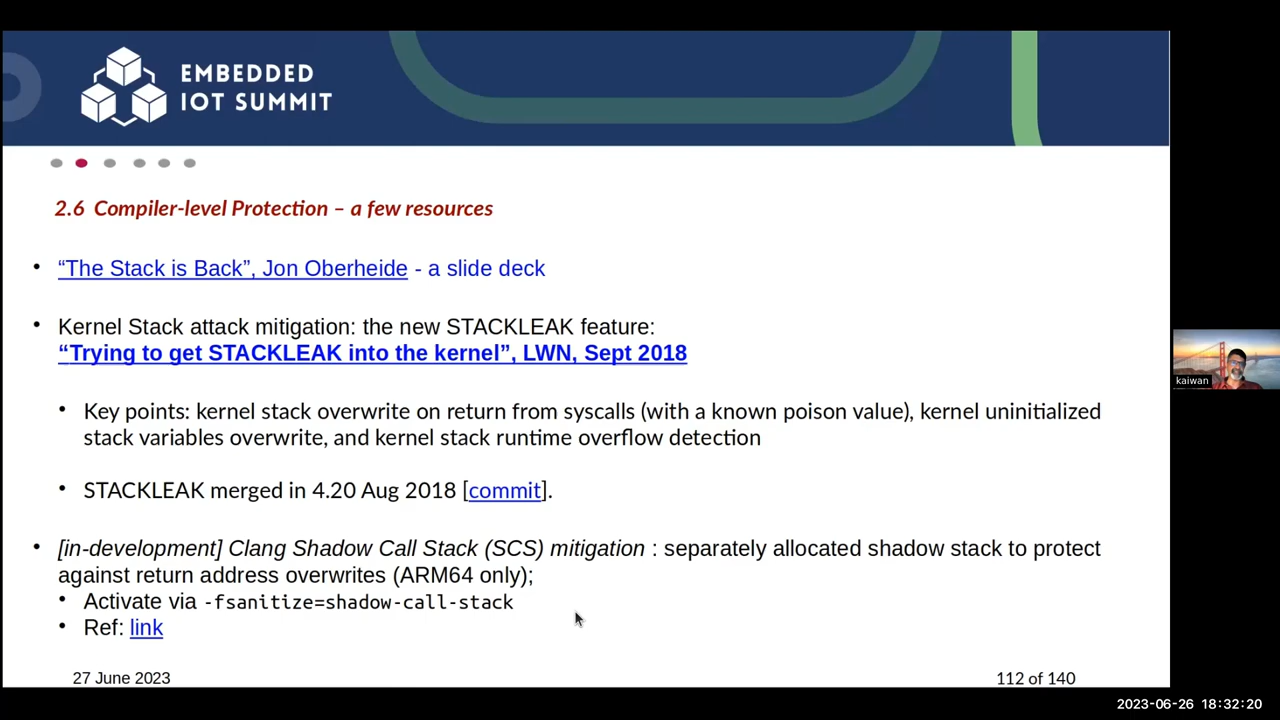 EMBEDDED
IOT SUMMIT
2.6 Compiler-level Protection – a few resources
• “The Stack is Back”, Jon Oberheide - a slide deck
• Kernel Stack attack mitigation: the new STACKLEAK feature:
“Trying to get STACKLEAK into the kernel”, LWN, Sept 2018
• Key points: kernel stack overwrite on return from syscalls (with a known poison value), kernel uninitialized
stack variables overwrite, and kernel stack runtime overflow detection
• STACKLEAK merged in 4.20 Aug 2018 [commit].
• [in-development] Clang Shadow Call Stack (SCS) mitigation : separately allocated shadow stack to protect
against return address overwrites (ARM64 only);
• Activate via -fsanitize=shadow-call-stack
• Ref: link
27 June 2023
112 of 140
kaiwan
2023-06-26 18:32:20